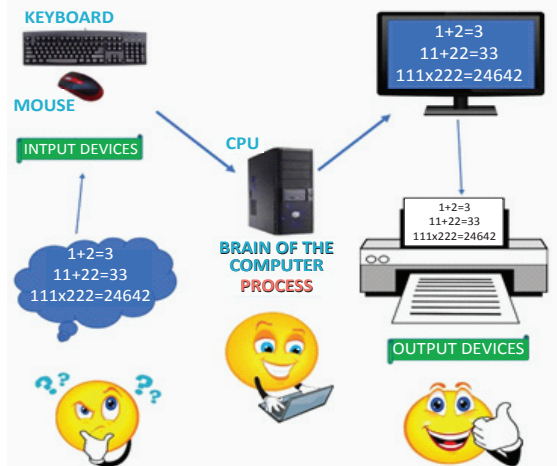 KEYBOARD
MOUSE
INTPUT DEVICES
1+2=3
11+22=33
111x222=24642
? ?
? ?
CPU
BRAIN OF THE
COMPUTER
PROCESS
1+2=3
11+22=33
111x222=24642
1+2=3
11+22=33
111x222=24642
OUTPUT DEVICES